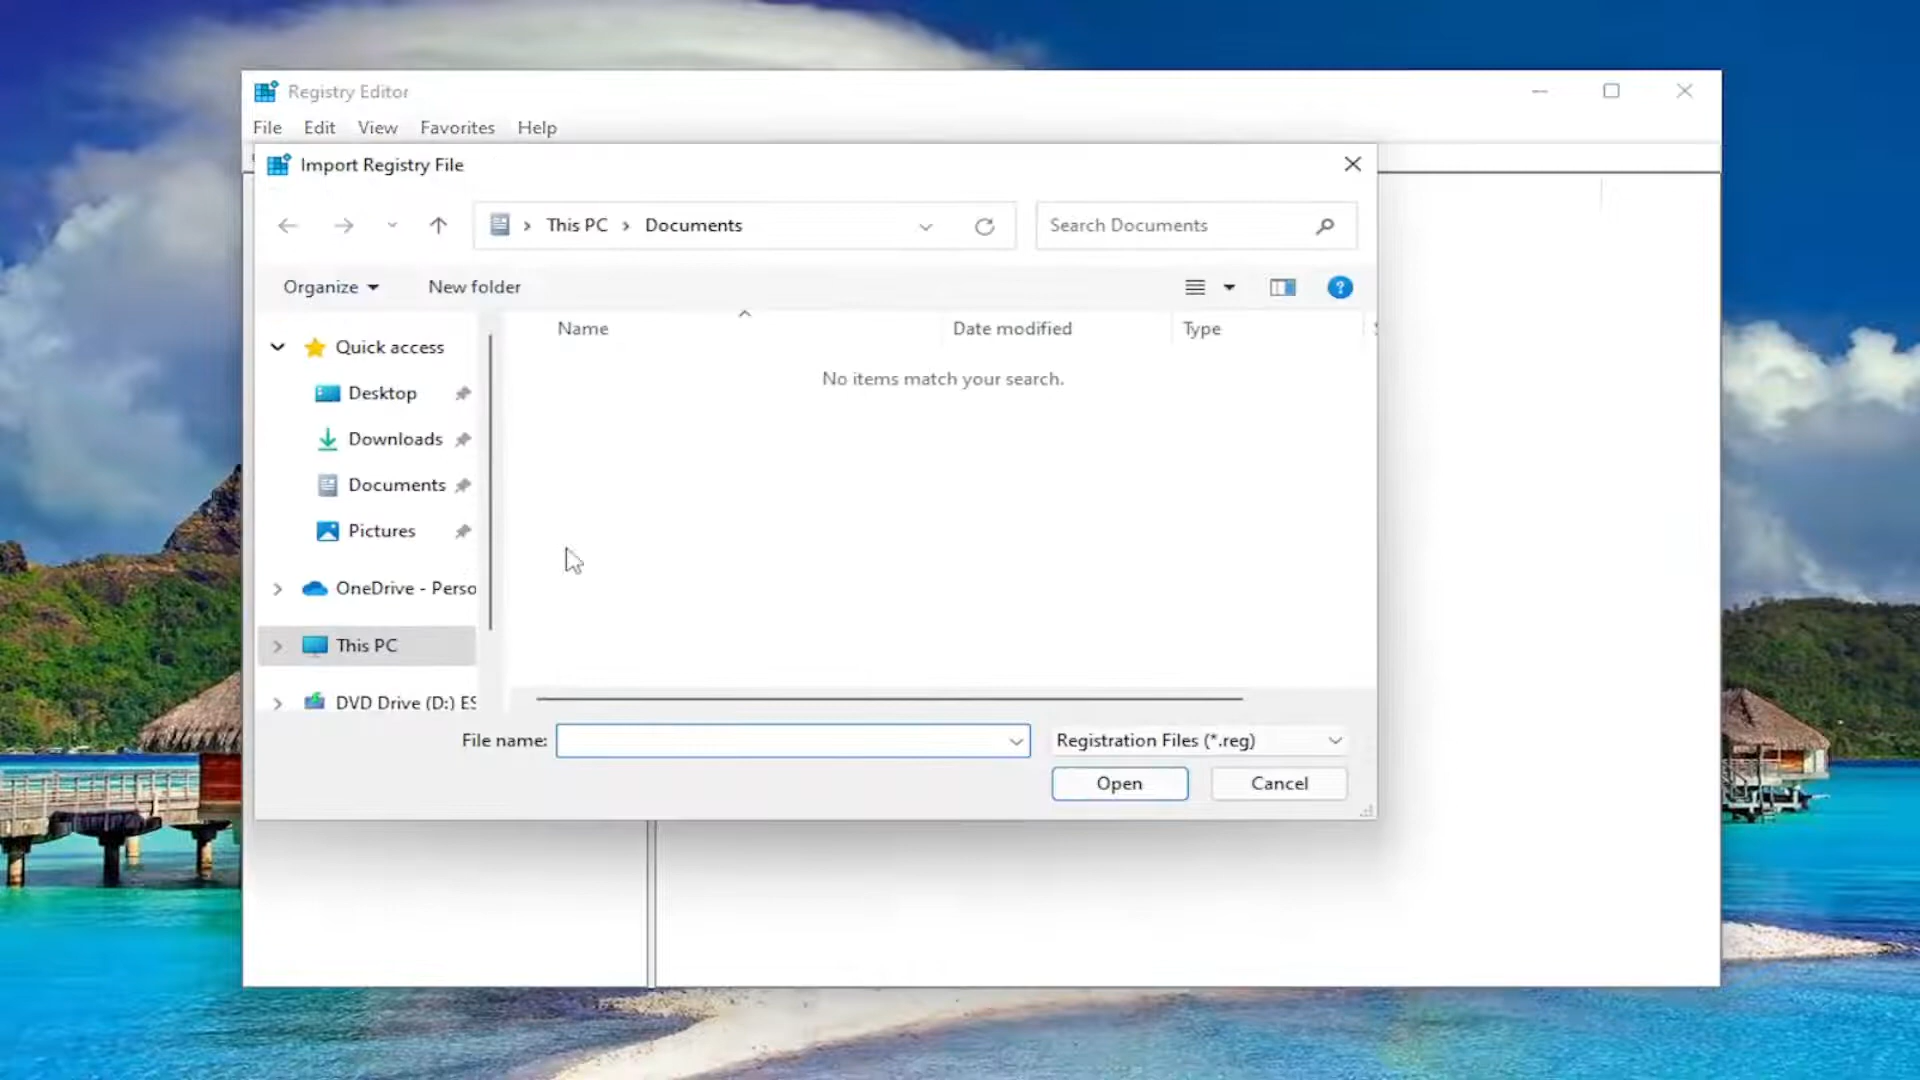 Registry Editor
File Edit View Favorites Help
Import Registry File
This PC Documents
Search Documents
Organize New folder
?
Name Date modified Type
No items match your search.
Quick access
Desktop
Downloads
Documents
Pictures
OneDrive - Perso
This PC
DVD Drive (D:) ES
File name:
Registration Files (*.reg)
Open Cancel